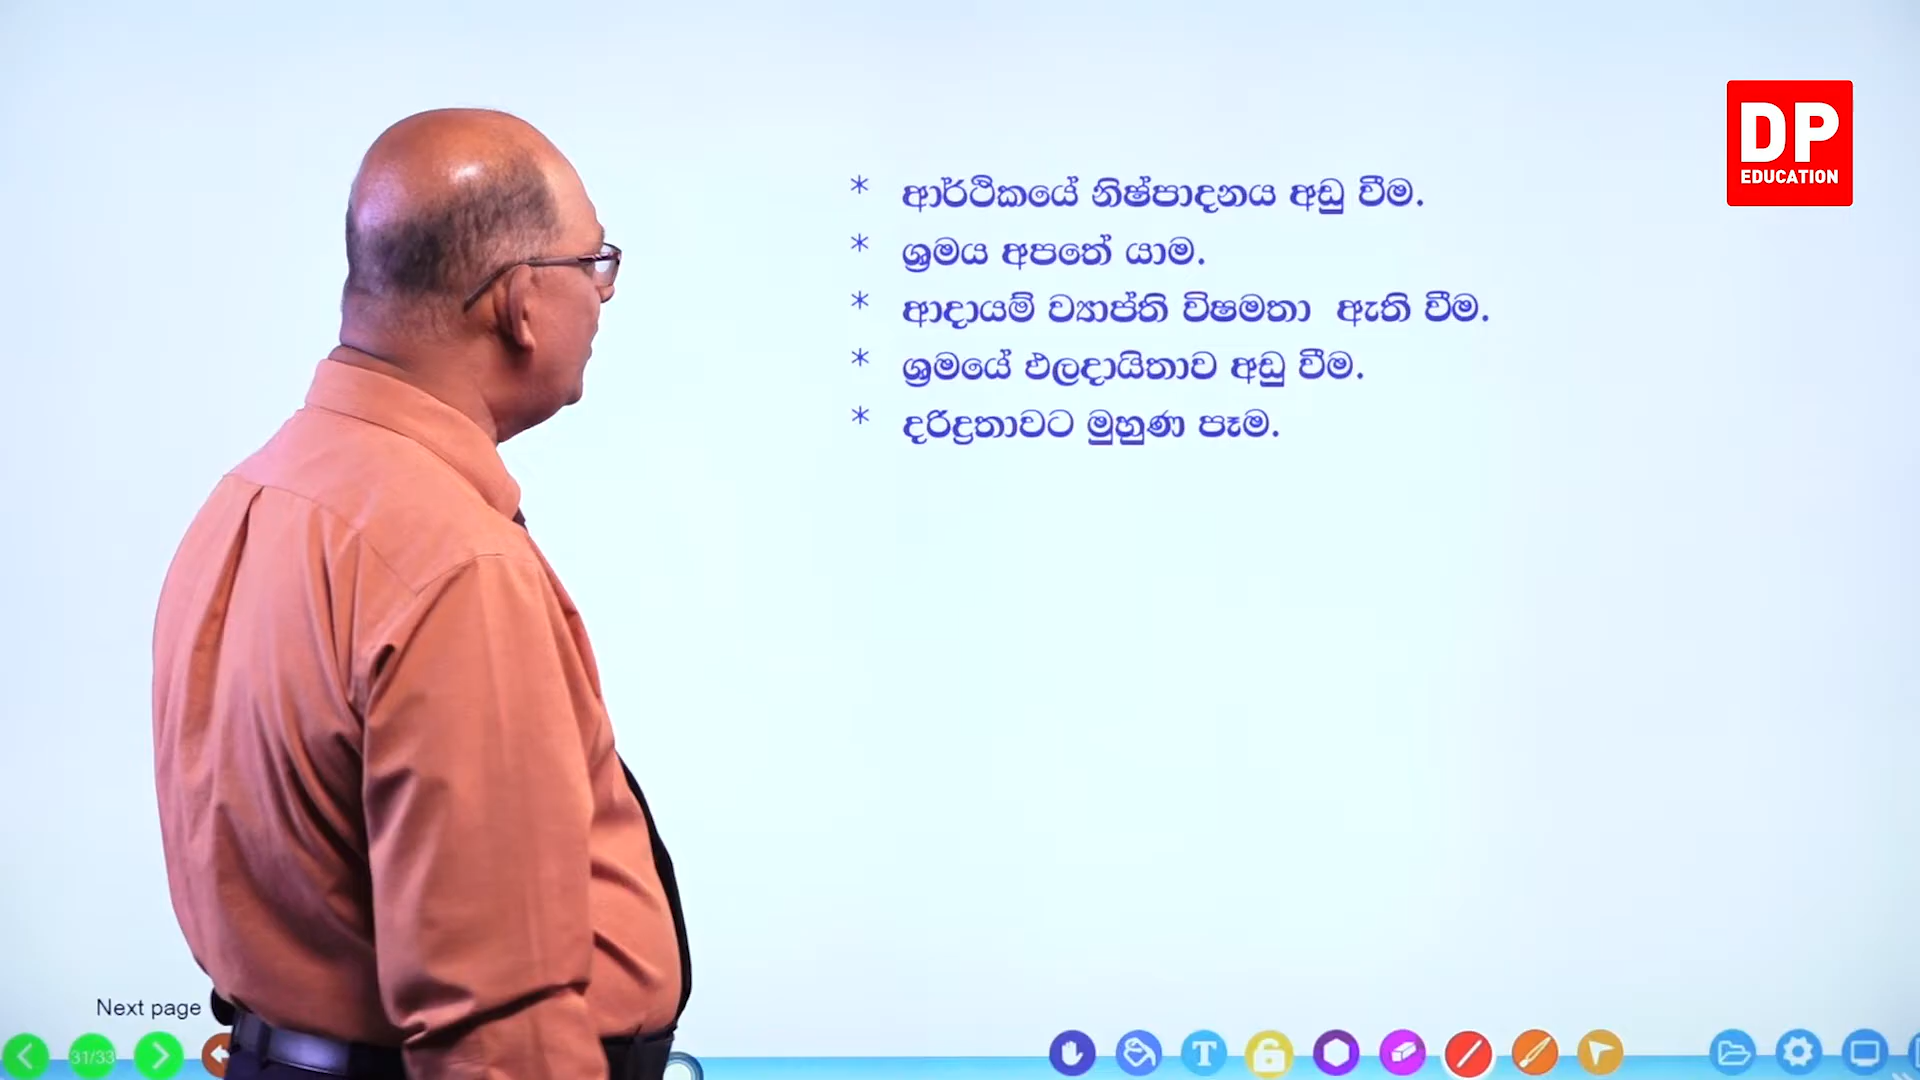 DP
EDUCATION
* ආර්ථිකයේ නිෂ්පාදනය අඩු වීම.
* ශ්‍රමය අපතේ යාම.
* ආදායම් ව්‍යාප්ති විෂමතා ඇති වීම.
* ශ්‍රමයේ ඵලදායිතාව අඩු වීම.
* දරිද්‍රතාවට මුහුණ පෑම.
Next page
31/33
T